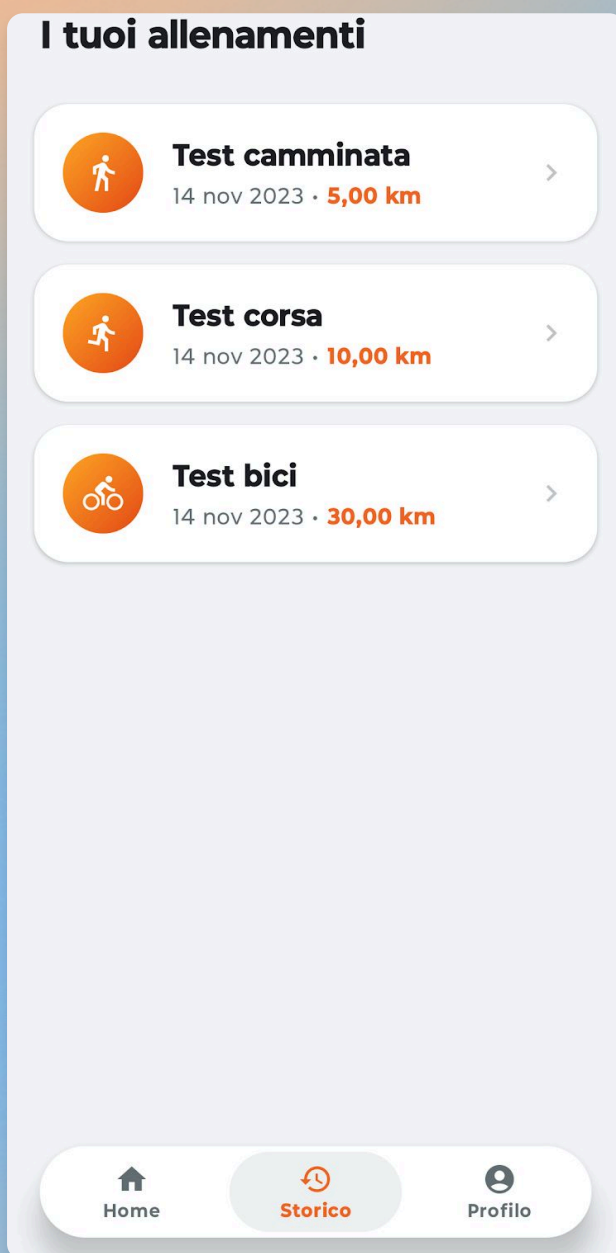 I tuoi allenamenti
Test camminata
14 nov 2023 • 5,00 km
Test corsa
14 nov 2023 • 10,00 km
Test bici
14 nov 2023 • 30,00 km
Home
Storico
Profilo